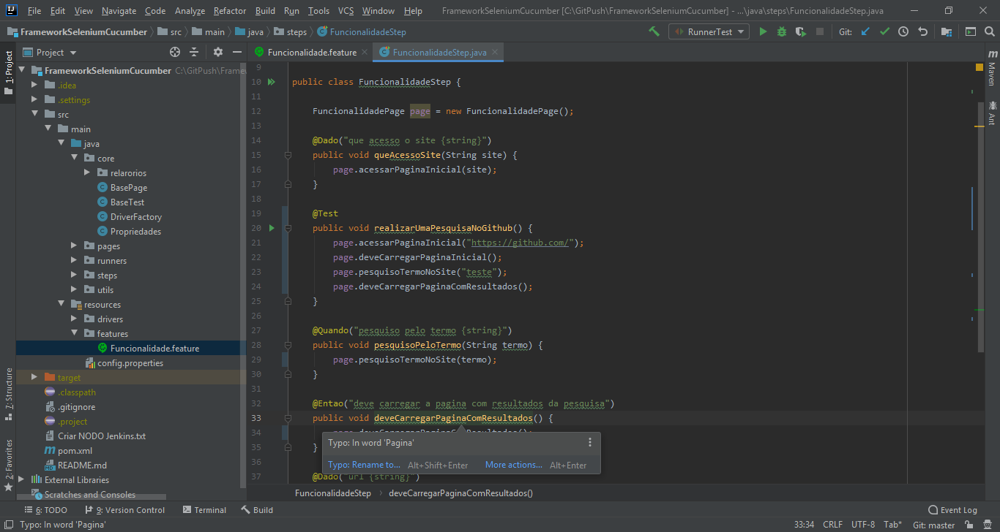 File Edit View Navigate Code Analyze Refactor Build Run Tools VCS Window Help FrameworkSeleniumCucumber [C:\GitPush\FrameworkSeleniumCucumber] - ...\java\steps\FuncionalidadeStep.java
FrameworkSeleniumCucumber src main java steps FuncionalidadeStep RunnerTest Git:
Project
Funcionalidade.feature FuncionalidadeStep.java
1: Project
FrameworkSeleniumCucumber C:\GitPush\Framew
.idea
.settings
src
main
java
core
relarorios
BasePage
BaseTest
DriverFactory
Propriedades
pages
runners
steps
utils
resources
drivers
features
Funcionalidade.feature
config.properties
target
.classpath
.gitignore
.project
Criar NODO Jenkins.txt
pom.xml
README.md
External Libraries
Scratches and Consoles
7: Structure
2: Favorites
9
10 public class FuncionalidadeStep {
11
12 FuncionalidadePage page = new FuncionalidadePage();
13
14 @Dado("que acesso o site {string}")
15 public void queAcessoSite(String site) {
16 page.acessarPaginaInicial(site);
17 }
18
19 @Test
20 public void realizarUmaPesquisaNoGithub() {
21 page.acessarPaginaInicial("https://github.com/");
22 page.deveCarregarPaginaInicial();
23 page.pesquisoTermoNoSite("teste");
24 page.deveCarregarPaginaComResultados();
25 }
26
27 @Quando("pesquiso pelo termo {string}")
28 public void pesquisoPeloTermo(String termo) {
29 page.pesquisoTermoNoSite(termo);
30 }
31
32 @Entao("deve carregar a pagina com resultados da pesquisa")
33 public void deveCarregarPaginaComResultados() {
34 page.deveCarregarPaginaComResultados();
35 }
36
37 @Dado("url {string}")
Typo: In word 'Pagina'
Typo: Rename to... Alt+Shift+Enter More actions... Alt+Enter
Maven
Ant
FuncionalidadeStep deveCarregarPaginaComResultados()
6: TODO 9: Version Control Terminal Build Event Log
Typo: In word 'Pagina' 33:34 CRLF UTF-8 Tab* Git: master